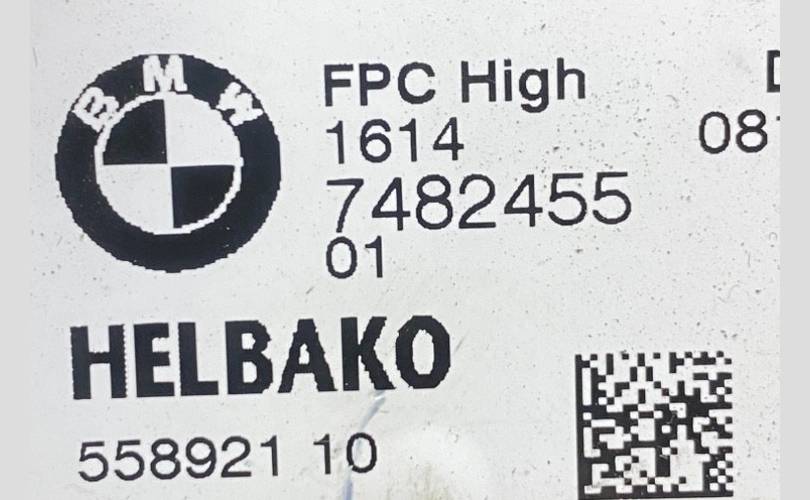 BMW
FPC High
1614
7482455
01
HELBAKO
558921 10